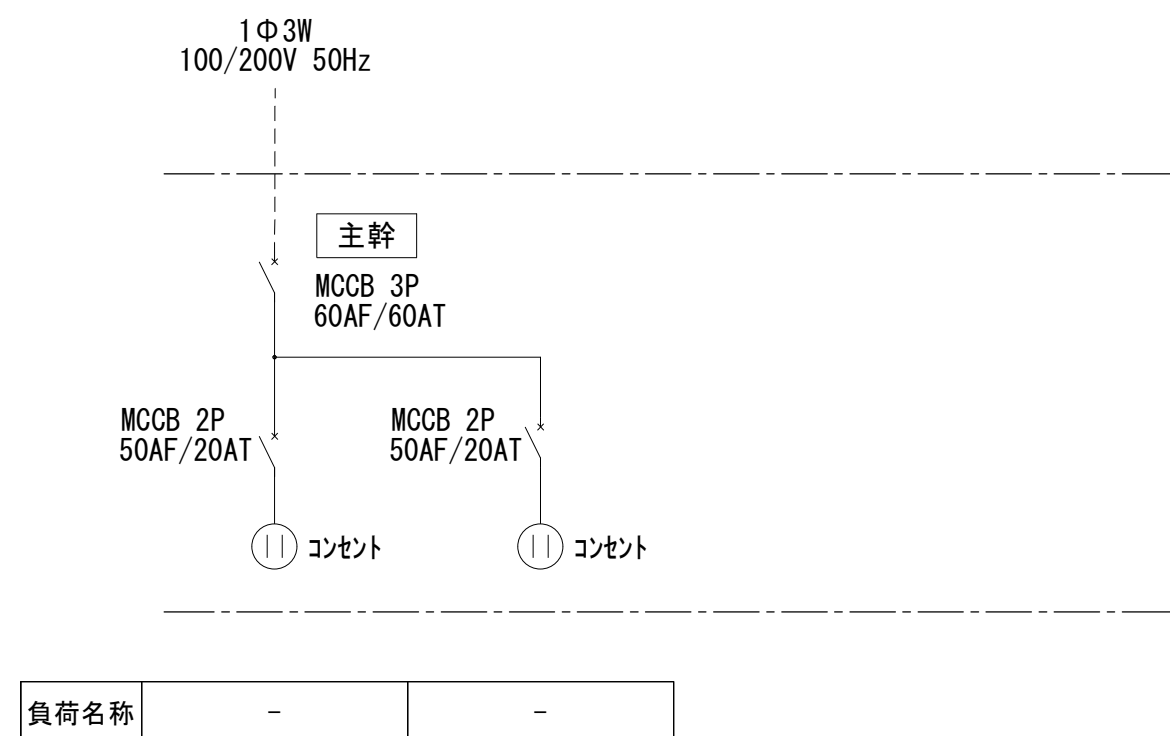 1Φ3W
100/200V 50Hz
主幹
MCCB 3P
60AF/60AT
MCCB 2P
50AF/20AT
MCCB 2P
50AF/20AT
コンセント
コンセント
負荷名称 - -